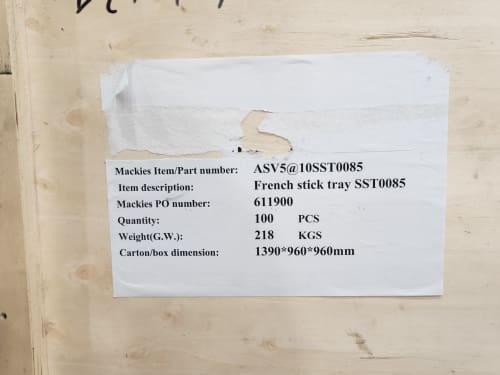 Mackies Item/Part number: ASV5@10SST0085
Item description: French stick tray SST0085
Mackies PO number: 611900
Quantity: 100 PCS
Weight(G.W.): 218 KGS
Carton/box dimension: 1390*960*960mm